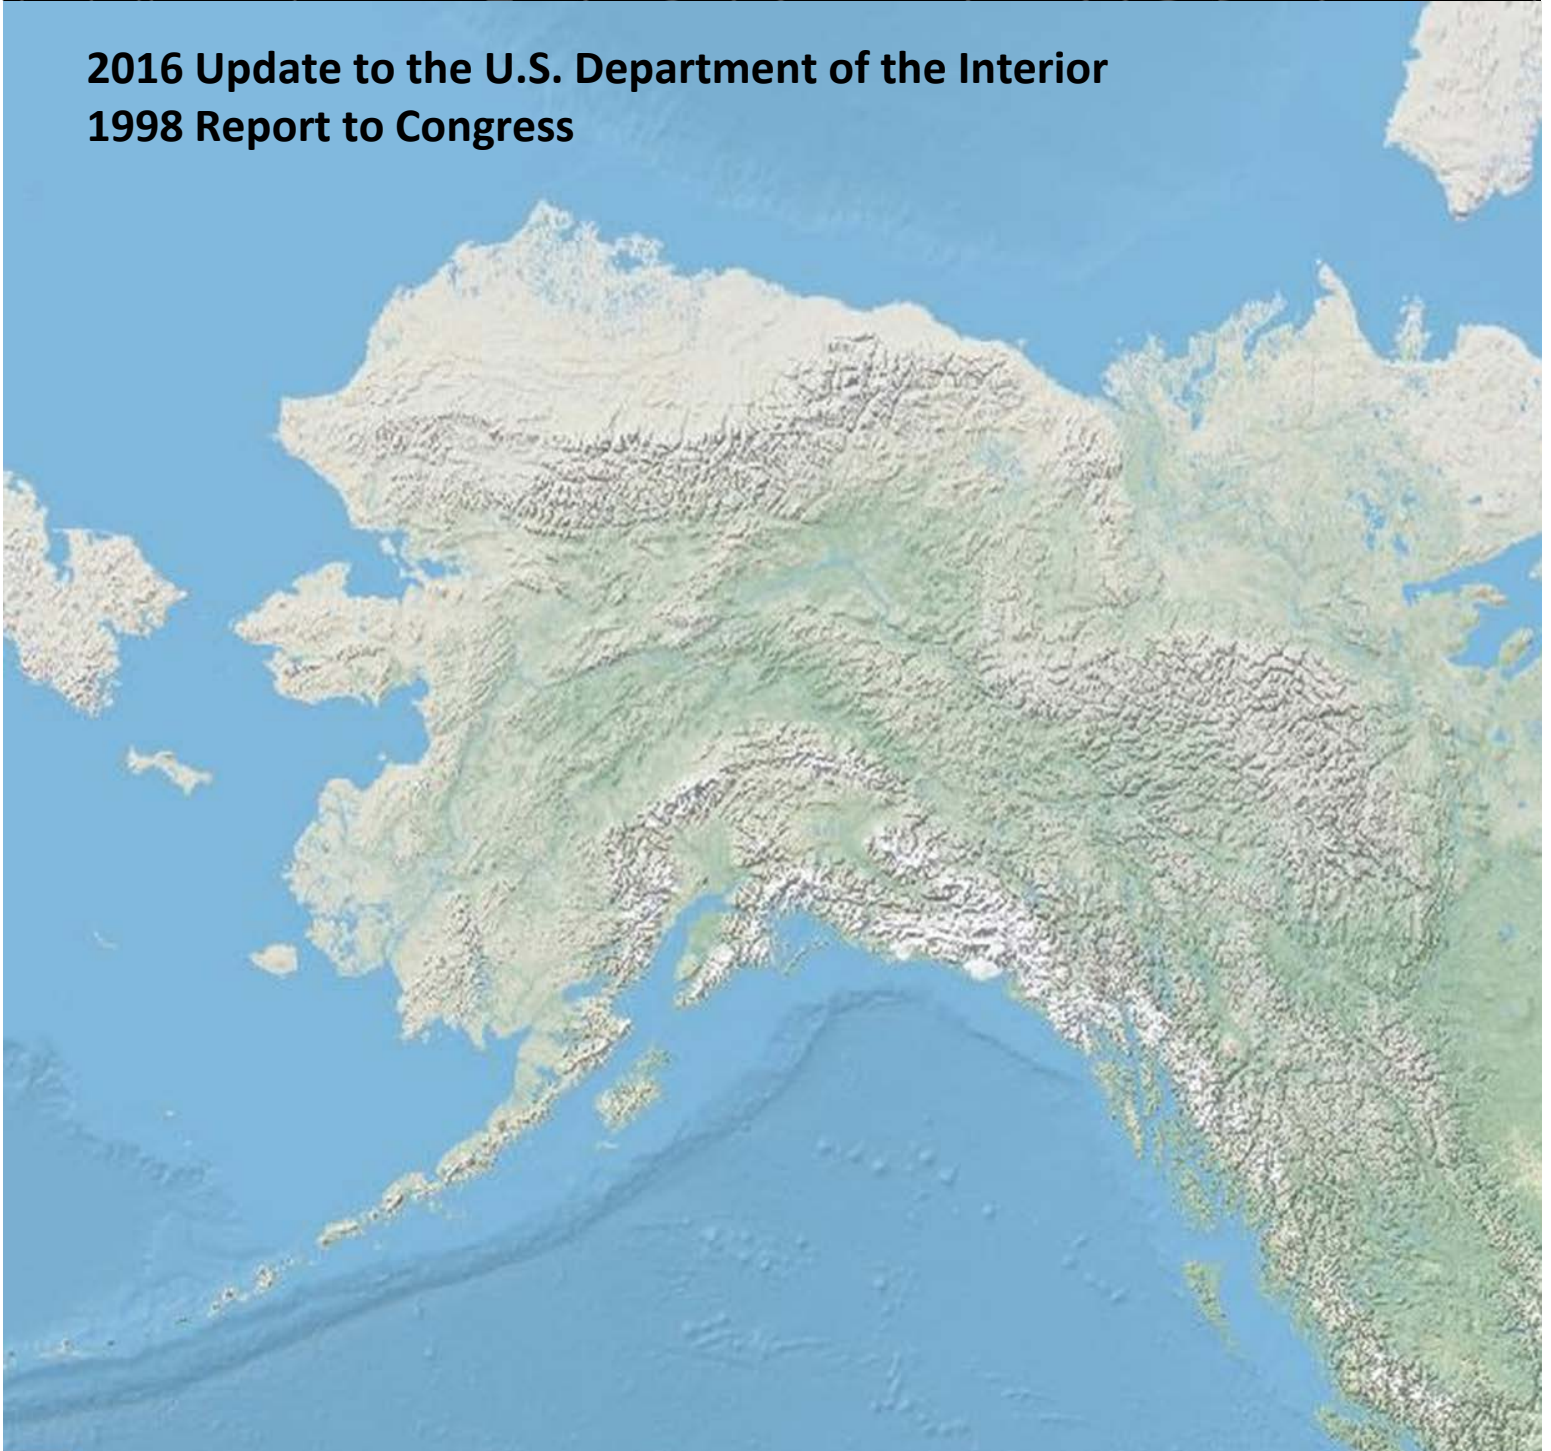 2016 Update to the U.S. Department of the Interior
1998 Report to Congress